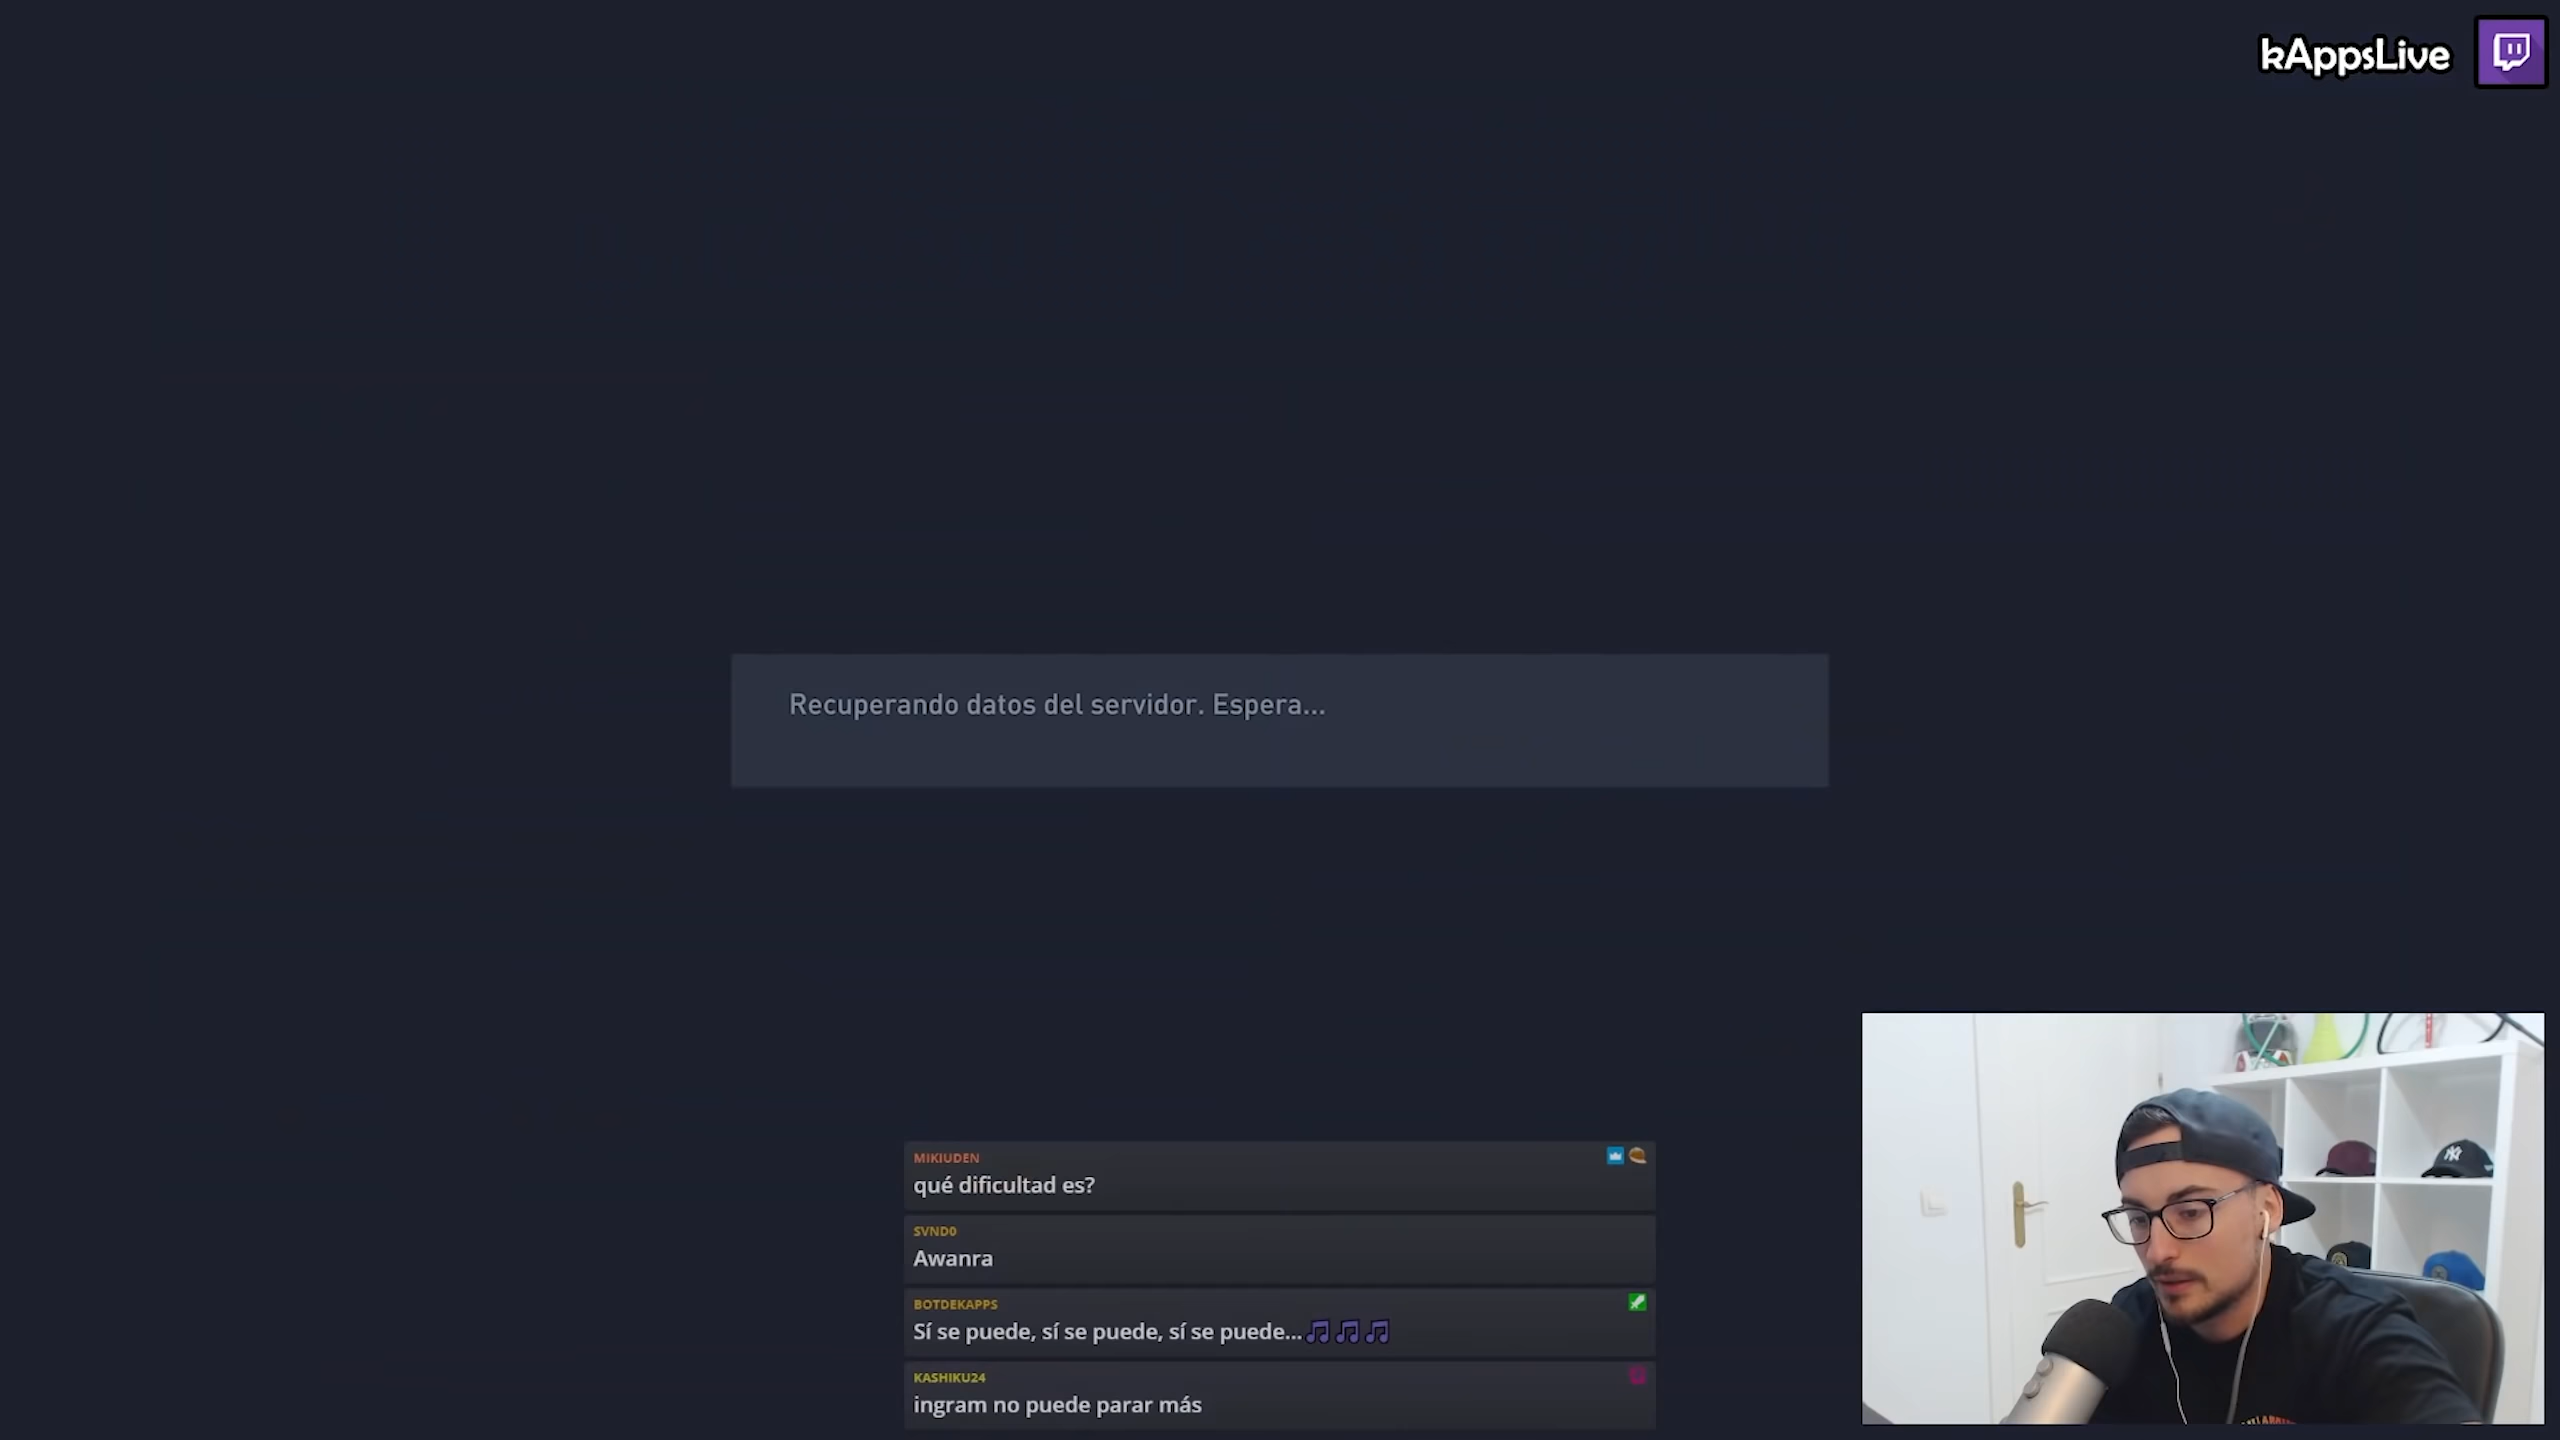 kAppsLive
Recuperando datos del servidor. Espera...
MIKIUDEN
qué dificultad es?
SVND0
Awanra
BOTDEKAPPS
Sí se puede, sí se puede, sí se puede...🎵🎵🎵
KASHIKU24
ingram no puede parar más